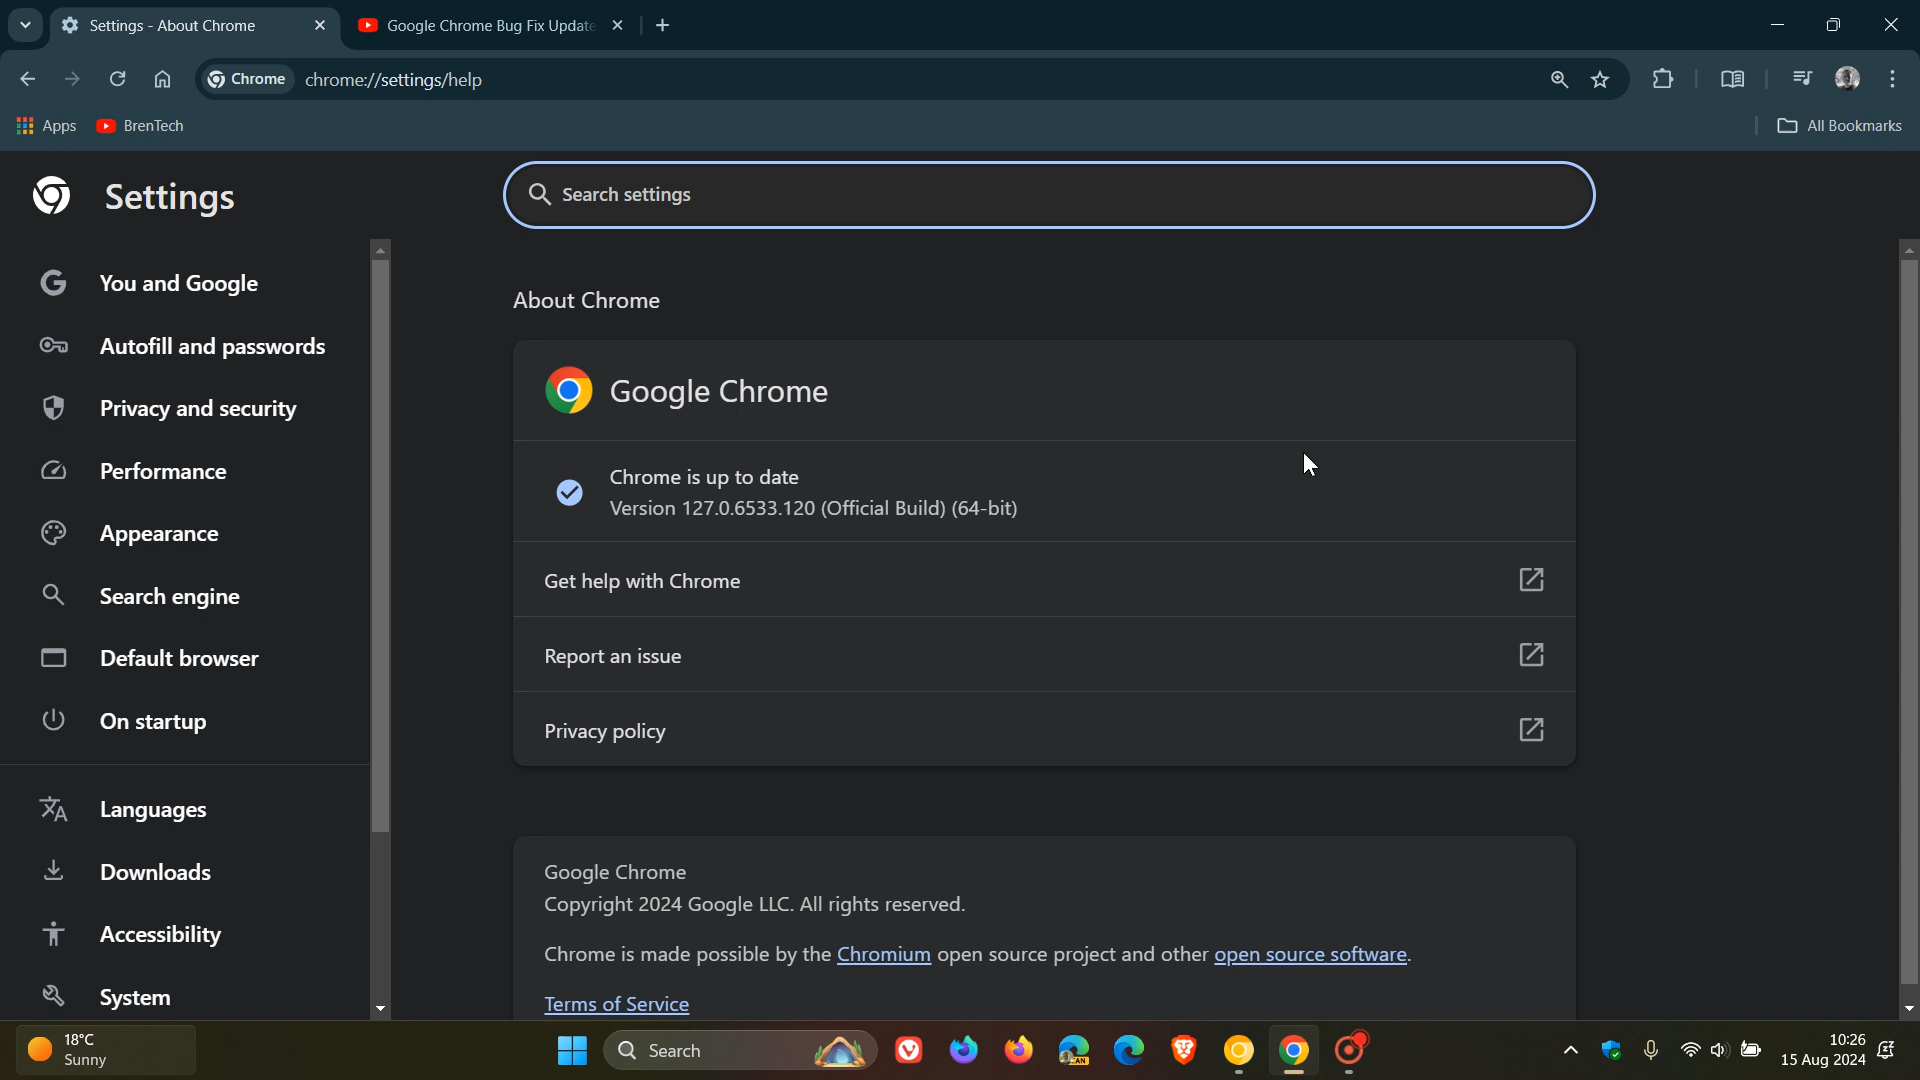 Settings - About Chrome
Google Chrome Bug Fix Update
Chrome
chrome://settings/help
Apps
BrenTech
All Bookmarks
Settings
Search settings
You and Google
Autofill and passwords
Privacy and security
Performance
Appearance
Search engine
Default browser
On startup
Languages
Downloads
Accessibility
System
About Chrome
Google Chrome
Chrome is up to date
Version 127.0.6533.120 (Official Build) (64-bit)
Get help with Chrome
Report an issue
Privacy policy
Google Chrome
Copyright 2024 Google LLC. All rights reserved.
Chrome is made possible by the Chromium open source project and other open source software.
Terms of Service
18°C
Sunny
Search
CAN
10:26
15 Aug 2024